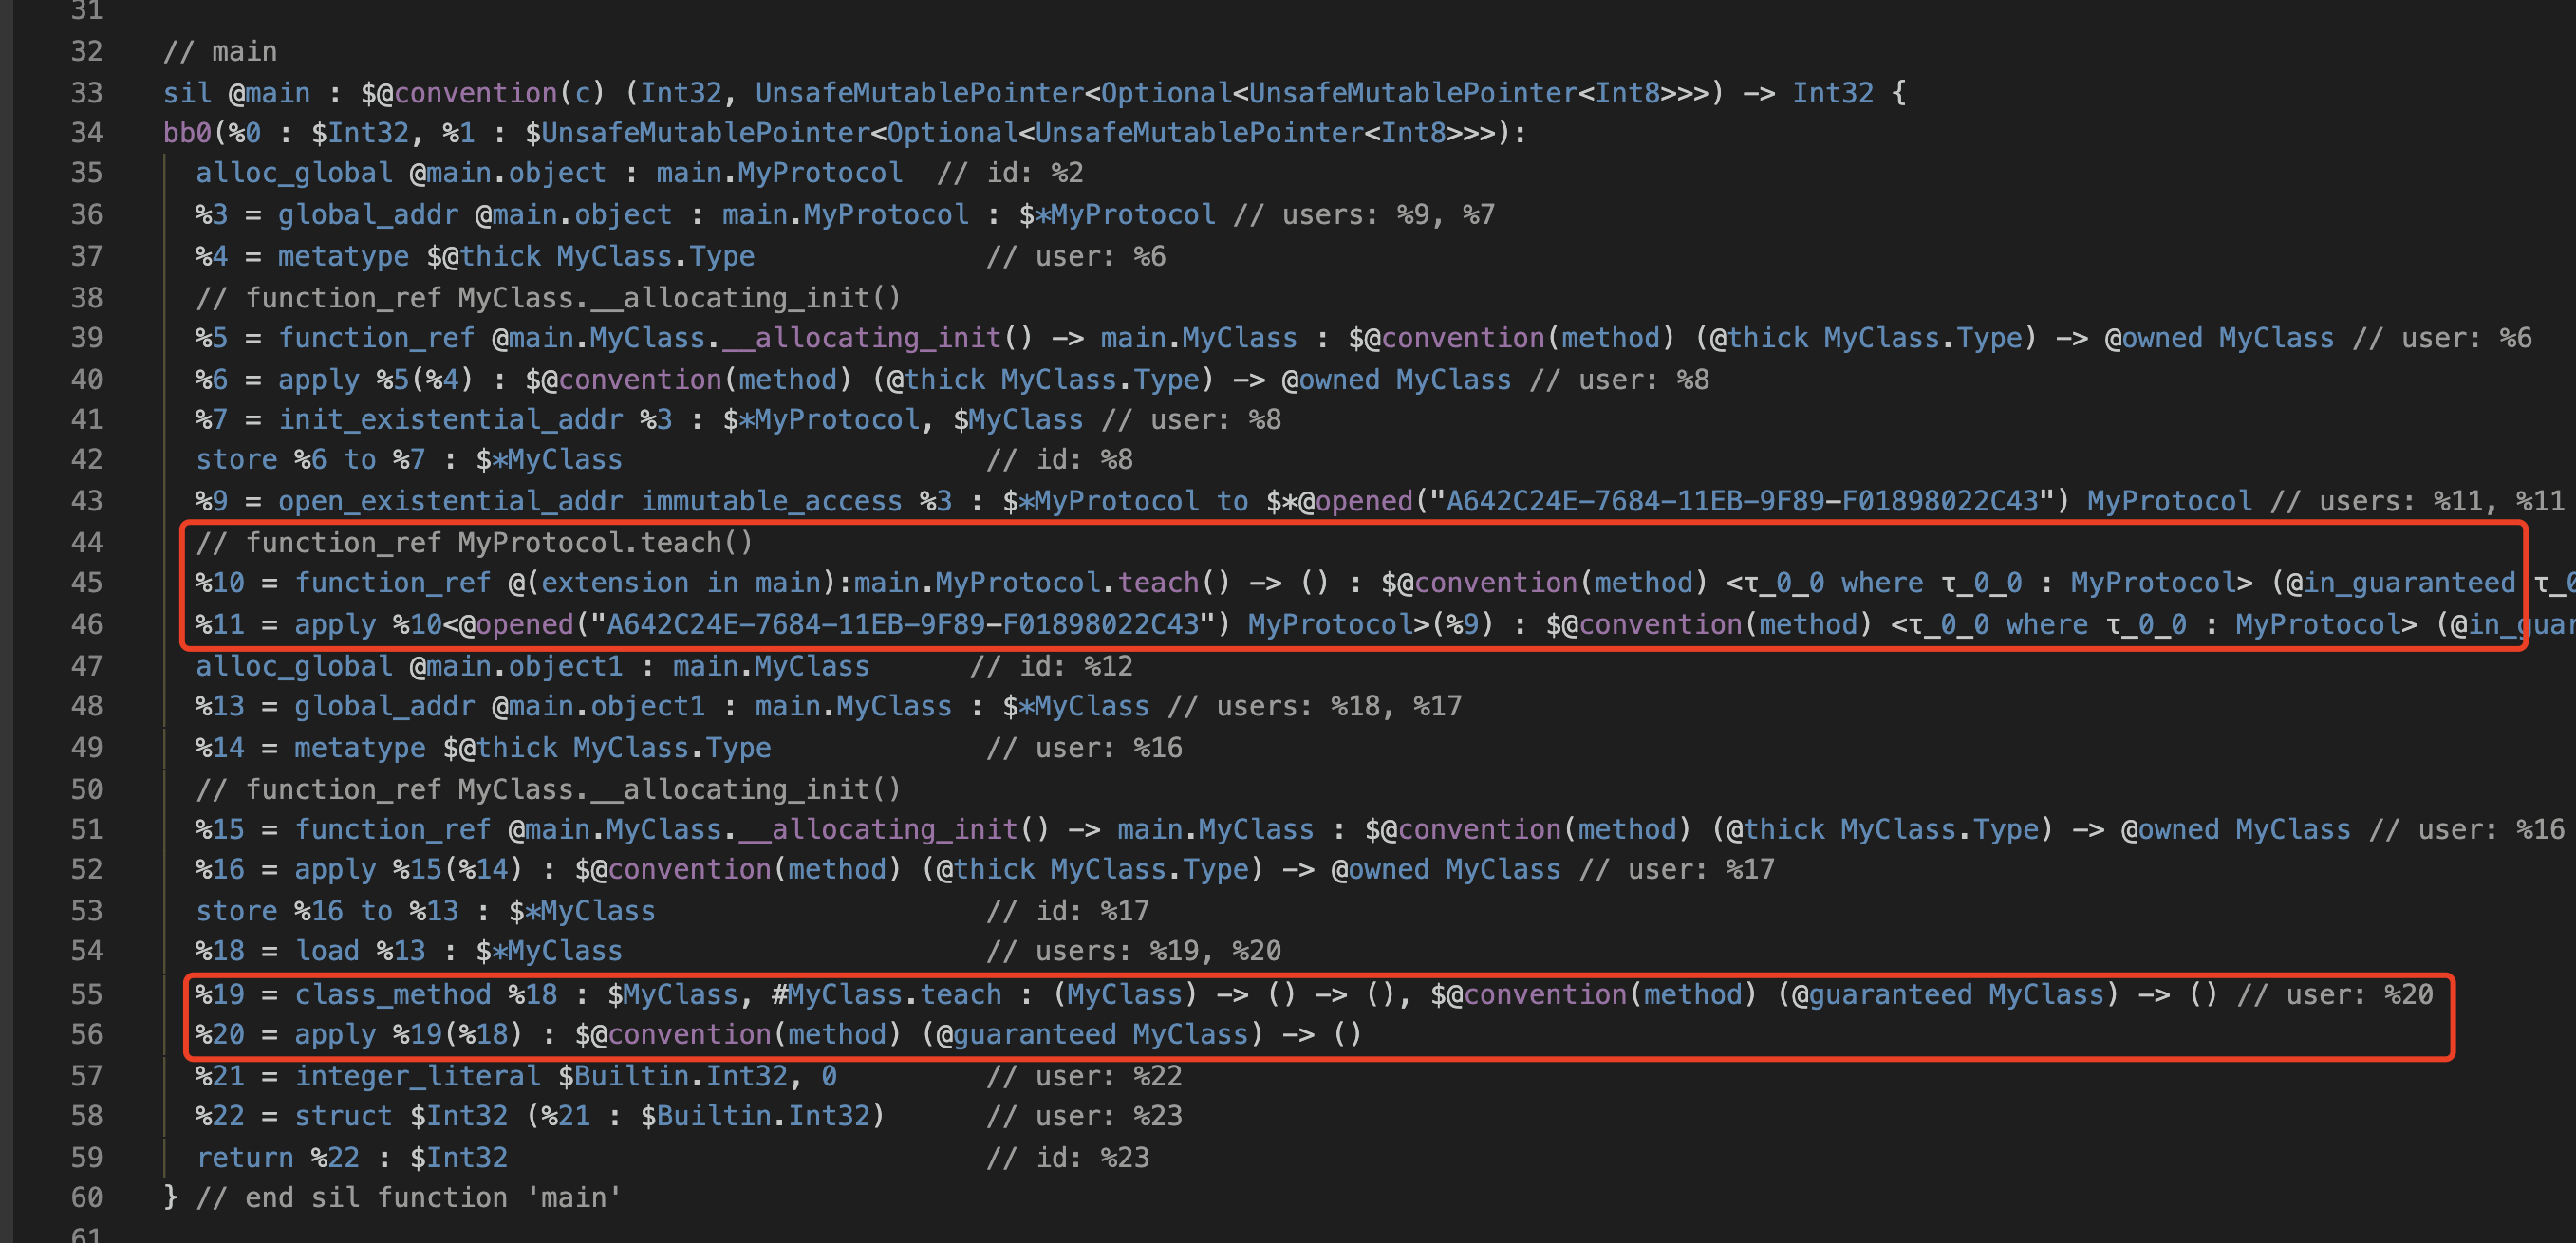 31
32 // main
33 sil @main : $@convention(c) (Int32, UnsafeMutablePointer<Optional<UnsafeMutablePointer<Int8>>>) -> Int32 {
34 bb0(%0 : $Int32, %1 : $UnsafeMutablePointer<Optional<UnsafeMutablePointer<Int8>>>):
35 alloc_global @main.object : main.MyProtocol // id: %2
36 %3 = global_addr @main.object : main.MyProtocol : $*MyProtocol // users: %9, %7
37 %4 = metatype $@thick MyClass.Type // user: %6
38 // function_ref MyClass.__allocating_init()
39 %5 = function_ref @main.MyClass.__allocating_init() -> main.MyClass : $@convention(method) (@thick MyClass.Type) -> @owned MyClass // user: %6
40 %6 = apply %5(%4) : $@convention(method) (@thick MyClass.Type) -> @owned MyClass // user: %8
41 %7 = init_existential_addr %3 : $*MyProtocol, $MyClass // user: %8
42 store %6 to %7 : $*MyClass // id: %8
43 %9 = open_existential_addr immutable_access %3 : $*MyProtocol to $*@opened("A642C24E-7684-11EB-9F89-F01898022C43") MyProtocol // users: %11, %11
44 // function_ref MyProtocol.teach()
45 %10 = function_ref @(extension in main):main.MyProtocol.teach() -> () : $@convention(method) <τ_0_0 where τ_0_0 : MyProtocol> (@in_guaranteed τ_0
46 %11 = apply %10<@opened("A642C24E-7684-11EB-9F89-F01898022C43") MyProtocol>(%9) : $@convention(method) <τ_0_0 where τ_0_0 : MyProtocol> (@in_guar
47 alloc_global @main.object1 : main.MyClass // id: %12
48 %13 = global_addr @main.object1 : main.MyClass : $*MyClass // users: %18, %17
49 %14 = metatype $@thick MyClass.Type // user: %16
50 // function_ref MyClass.__allocating_init()
51 %15 = function_ref @main.MyClass.__allocating_init() -> main.MyClass : $@convention(method) (@thick MyClass.Type) -> @owned MyClass // user: %16
52 %16 = apply %15(%14) : $@convention(method) (@thick MyClass.Type) -> @owned MyClass // user: %17
53 store %16 to %13 : $*MyClass // id: %17
54 %18 = load %13 : $*MyClass // users: %19, %20
55 %19 = class_method %18 : $MyClass, #MyClass.teach : (MyClass) -> () -> (), $@convention(method) (@guaranteed MyClass) -> () // user: %20
56 %20 = apply %19(%18) : $@convention(method) (@guaranteed MyClass) -> ()
57 %21 = integer_literal $Builtin.Int32, 0 // user: %22
58 %22 = struct $Int32 (%21 : $Builtin.Int32) // user: %23
59 return %22 : $Int32 // id: %23
60 } // end sil function 'main'
61